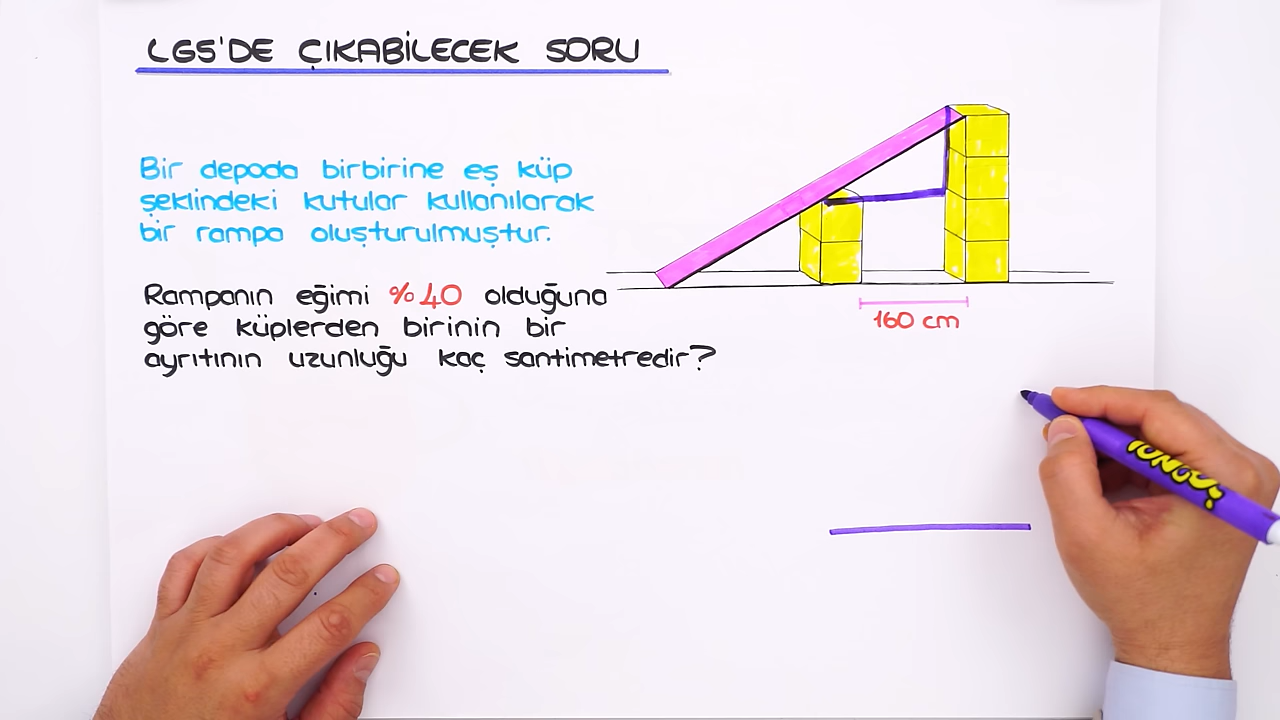 LGS'DE ÇIKABİLECEK SORU
Bir depoda birbirine eş küp
şeklindeki kutular kullanılarak
bir rampa oluşturulmuştur.
Rampanın eğimi %40 olduğuna
göre küplerden birinin bir
ayrıtının uzunluğu kaç santimetredir?
160 cm
TONGUÇ